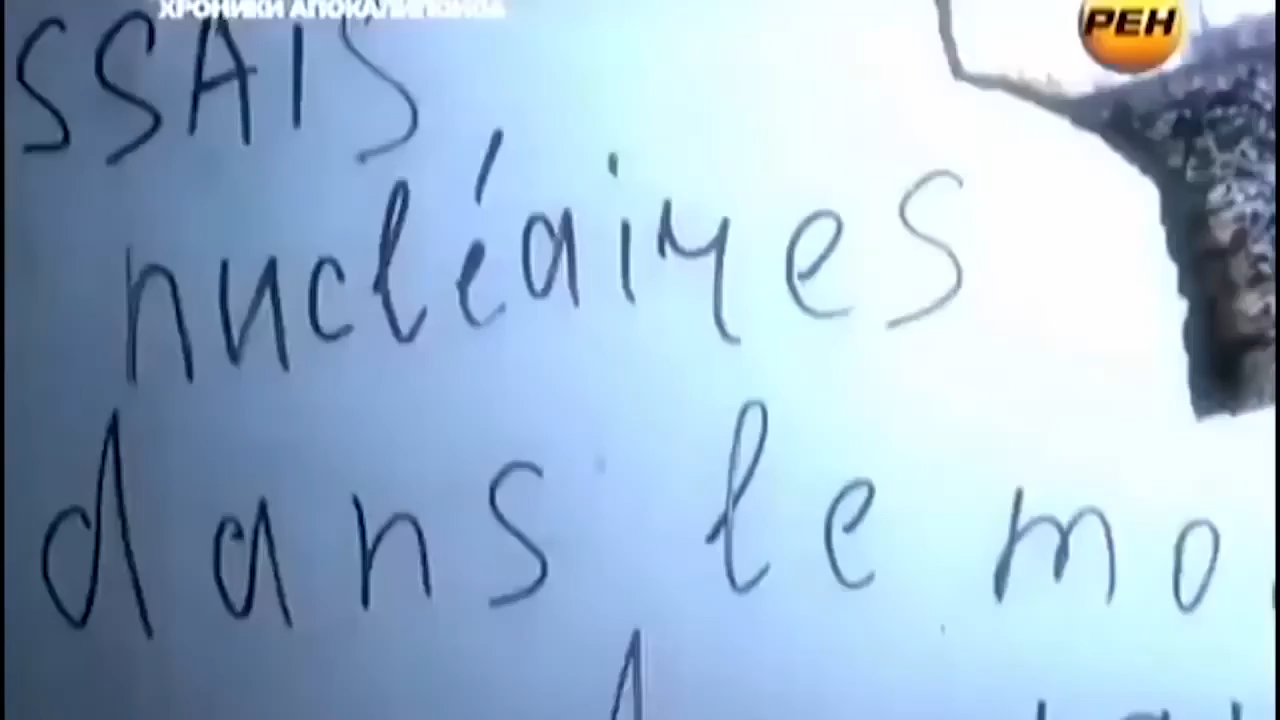 ХРОНИКИ АПОКАЛИПСИСА
РЕН
SSAIS
nucléaires
dans le mo